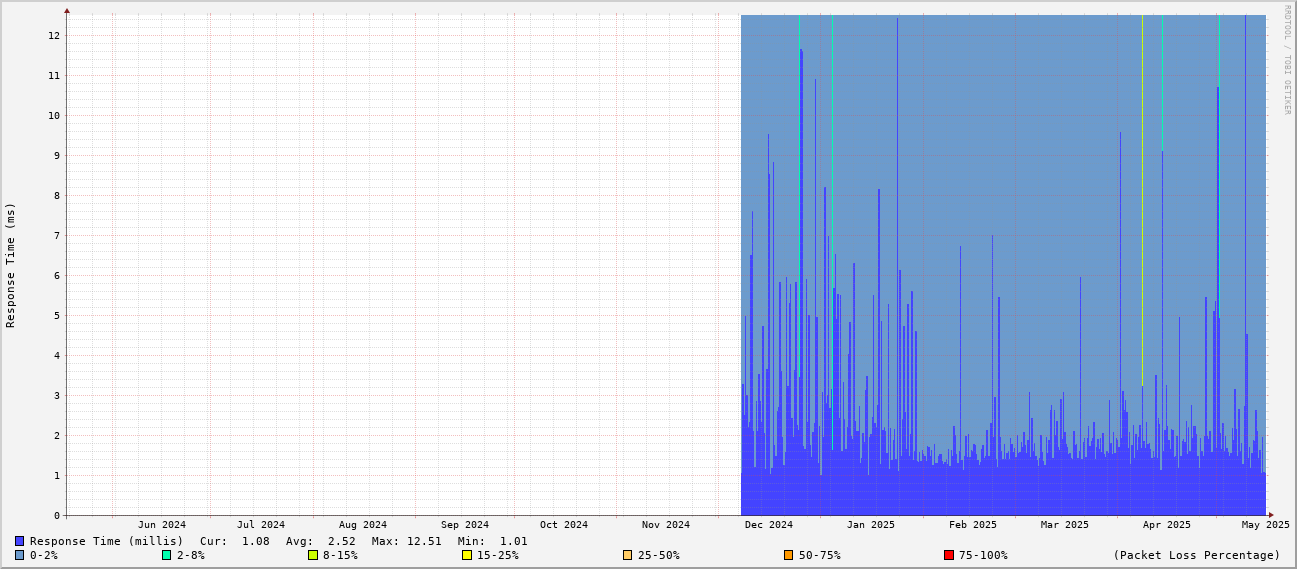 RRDTOOL / TOBI OETIKER
Response Time (ms)
12
11
10
9
8
7
6
5
4
3
2
1
0
Jun 2024 Jul 2024 Aug 2024 Sep 2024 Oct 2024 Nov 2024 Dec 2024 Jan 2025 Feb 2025 Mar 2025 Apr 2025 May 2025
Response Time (millis) Cur: 1.08 Avg: 2.52 Max: 12.51 Min: 1.01
0-2% 2-8% 8-15% 15-25% 25-50% 50-75% 75-100% (Packet Loss Percentage)